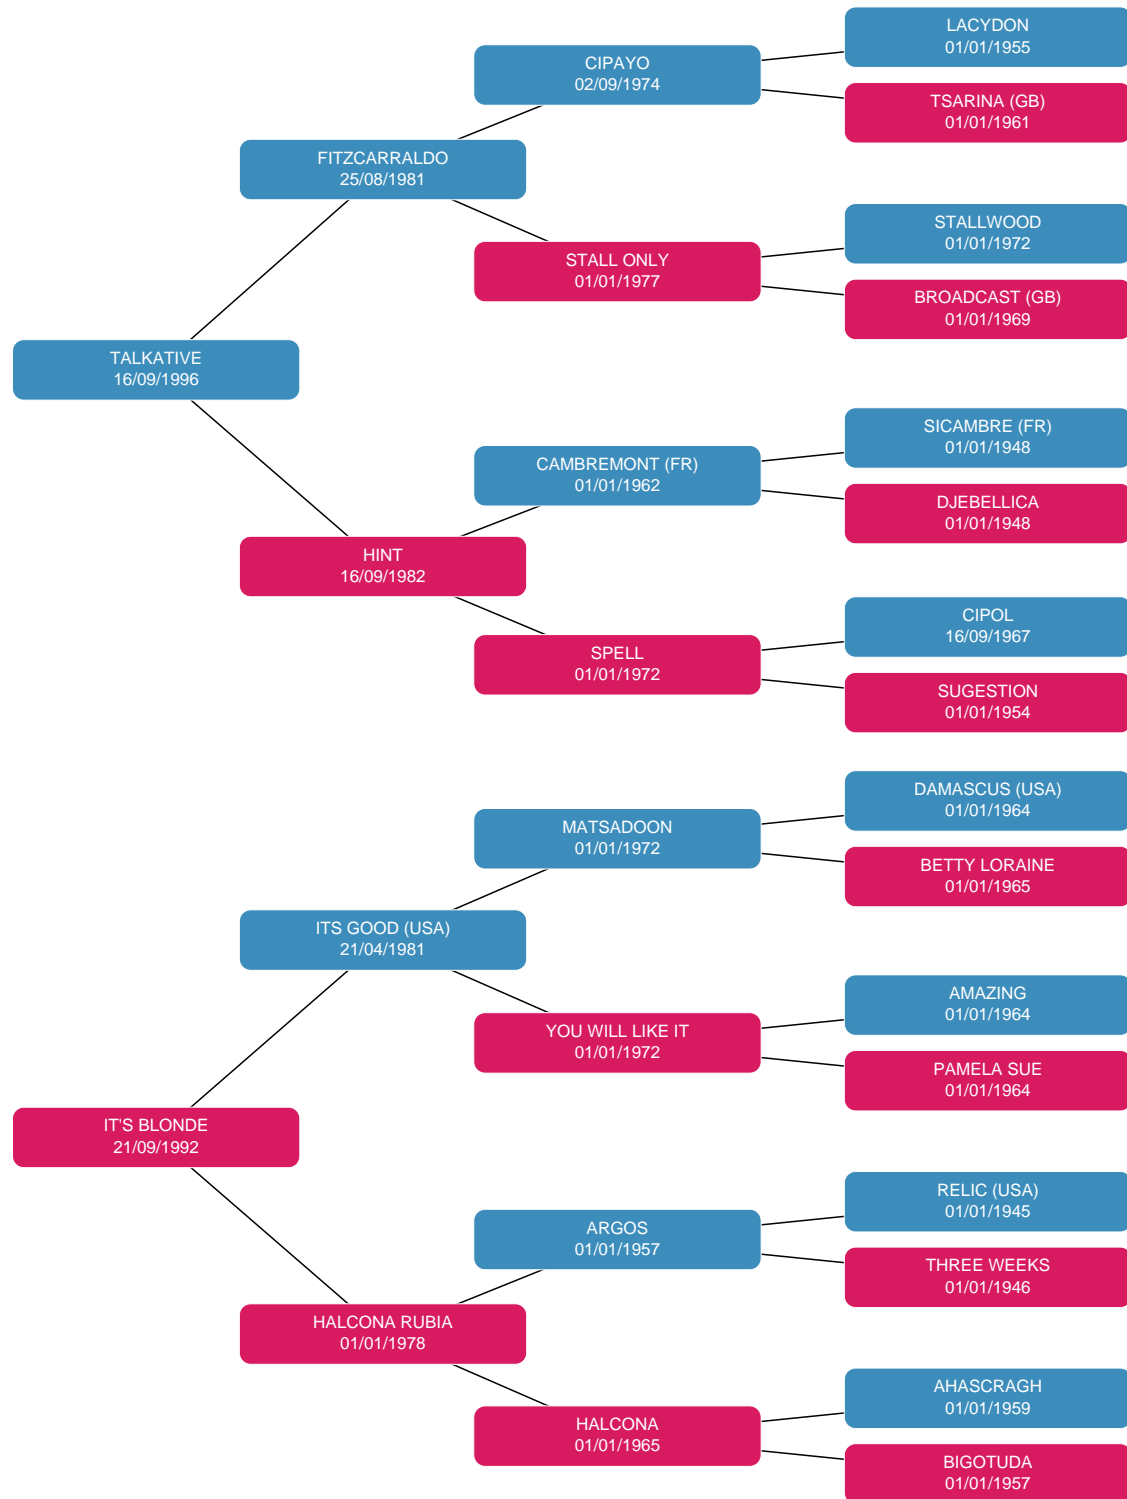 LACYDON
01/01/1955
CIPAYO
02/09/1974
TSARINA (GB)
01/01/1961
FITZCARRALDO
25/08/1981
STALLWOOD
01/01/1972
STALL ONLY
01/01/1977
BROADCAST (GB)
01/01/1969
TALKATIVE
16/09/1996
SICAMBRE (FR)
01/01/1948
CAMBREMONT (FR)
01/01/1962
DJEBELLICA
01/01/1948
HINT
16/09/1982
CIPOL
16/09/1967
SPELL
01/01/1972
SUGESTION
01/01/1954
DAMASCUS (USA)
01/01/1964
MATSADOON
01/01/1972
BETTY LORAINE
01/01/1965
ITS GOOD (USA)
21/04/1981
AMAZING
01/01/1964
YOU WILL LIKE IT
01/01/1972
PAMELA SUE
01/01/1964
IT'S BLONDE
21/09/1992
RELIC (USA)
01/01/1945
ARGOS
01/01/1957
THREE WEEKS
01/01/1946
HALCONA RUBIA
01/01/1978
AHASCRAGH
01/01/1959
HALCONA
01/01/1965
BIGOTUDA
01/01/1957